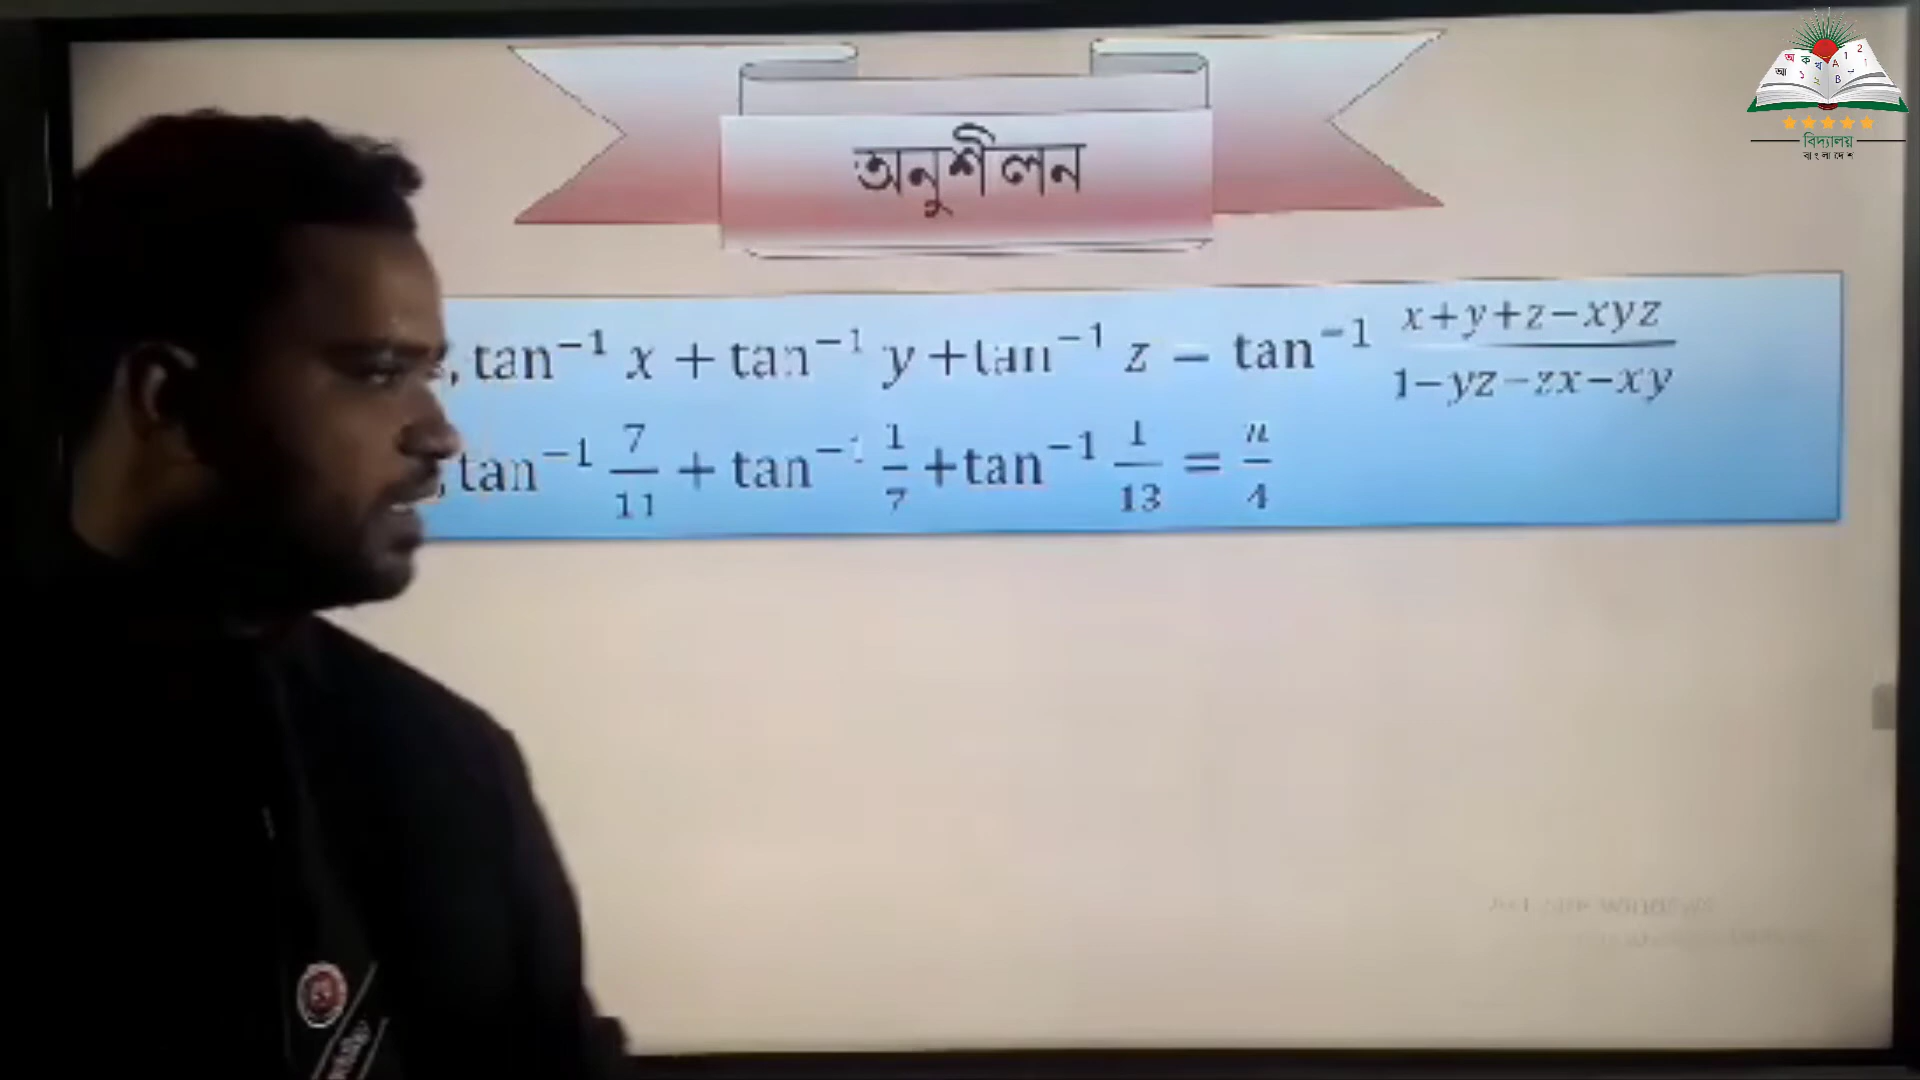 অনুশীলন
, tan⁻¹ x + tan⁻¹ y +tan⁻¹ z = tan⁻¹ (x+y+z−xyz)/(1−yz−zx−xy)
, tan⁻¹ 7/11 + tan⁻¹ 1/7 +tan⁻¹ 1/13 = π/4
বিদ্যালয়
বাংলাদেশ